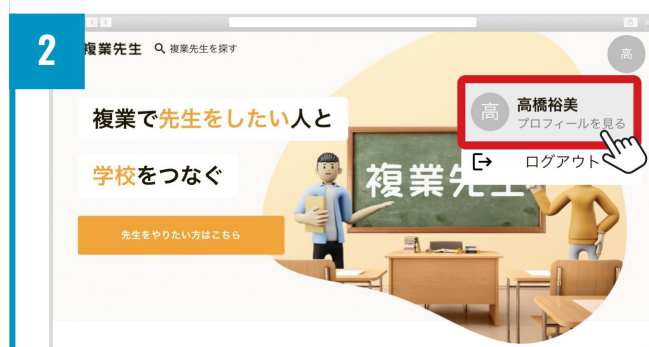 2
複業先生 複業先生を探す
高
複業で先生をしたい人と
学校をつなぐ
先生をやりたい方はこちら
複業先生
高 高橋裕美
プロフィールを見る
ログアウト